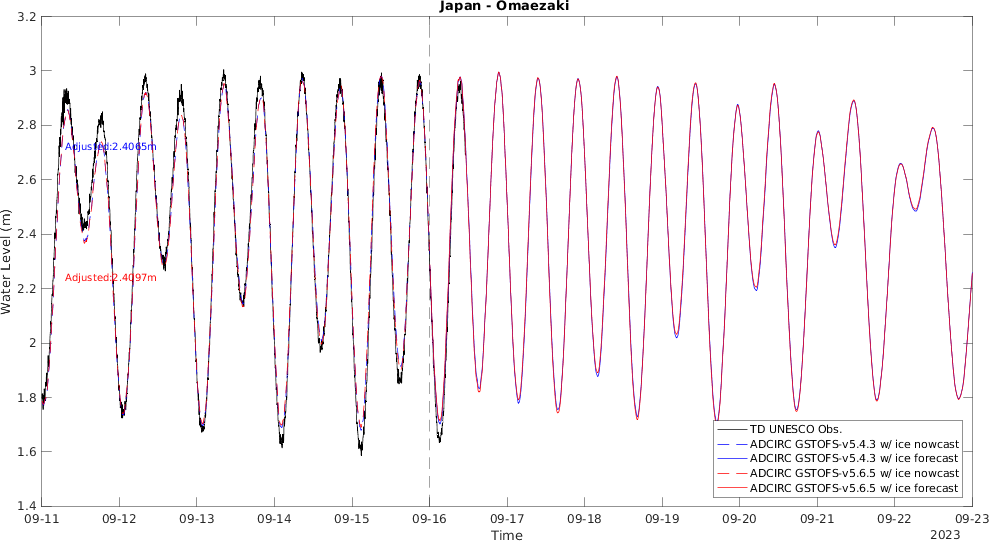 Japan - Omaezaki
3.2
3
2.8
2.6
2.4
2.2
2
1.8
1.6
1.4
Water Level (m)
Adjusted:2.4065m
Adjusted:2.4097m
TD UNESCO Obs.
ADCIRC GSTOFS-v5.4.3 w/ ice nowcast
ADCIRC GSTOFS-v5.4.3 w/ ice forecast
ADCIRC GSTOFS-v5.6.5 w/ ice nowcast
ADCIRC GSTOFS-v5.6.5 w/ ice forecast
09-11 09-12 09-13 09-14 09-15 09-16 09-17 09-18 09-19 09-20 09-21 09-22 09-23
Time
2023